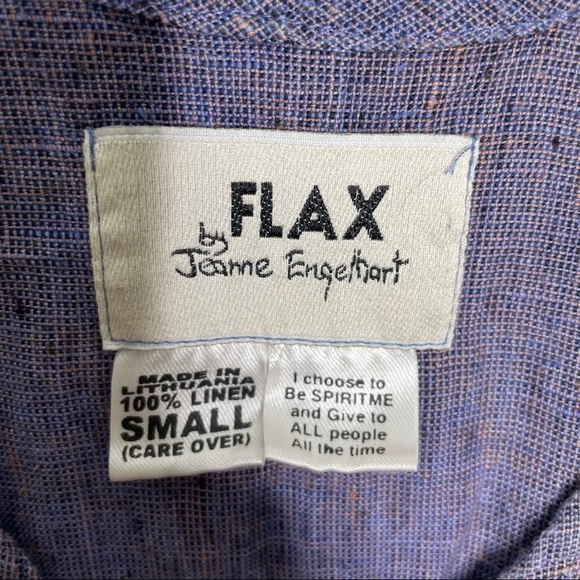 FLAX
by
Jeanne Engelhart
MADE IN
LITHUANIA
100% LINEN
SMALL
(CARE OVER)
I choose to
Be SPIRITME
and Give to
ALL people
All the time